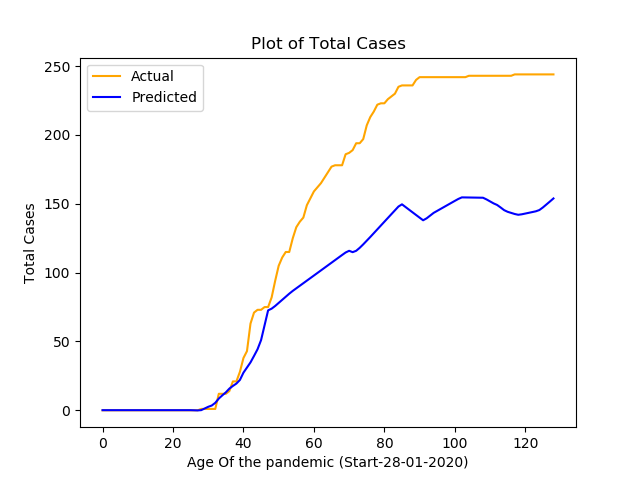 Plot of Total Cases
Actual
Predicted
250
200
150
100
50
0
Total Cases
0 20 40 60 80 100 120
Age Of the pandemic (Start-28-01-2020)